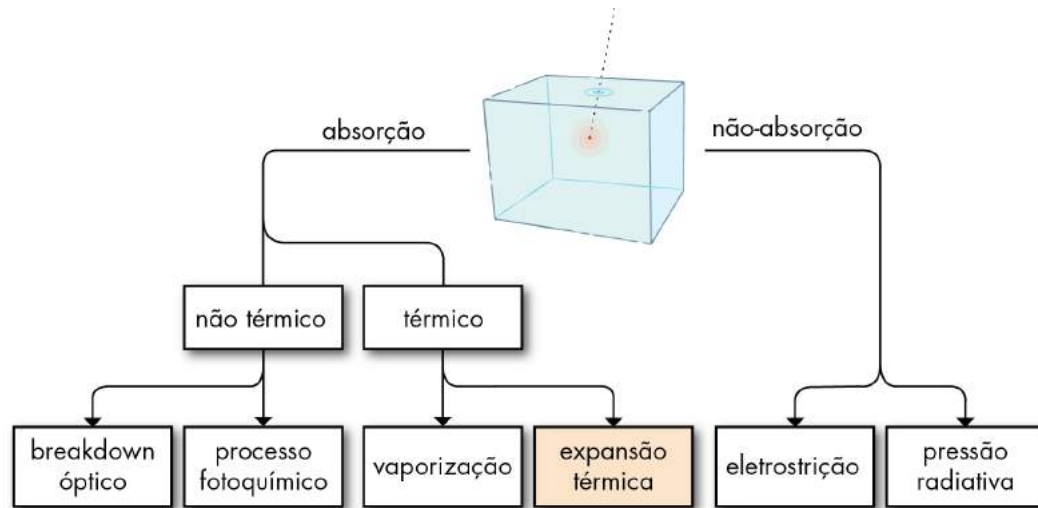 absorção
não-absorção
não térmico
térmico
breakdown
óptico
processo
fotoquímico
vaporização
expansão
térmica
eletrostrição
pressão
radiativa